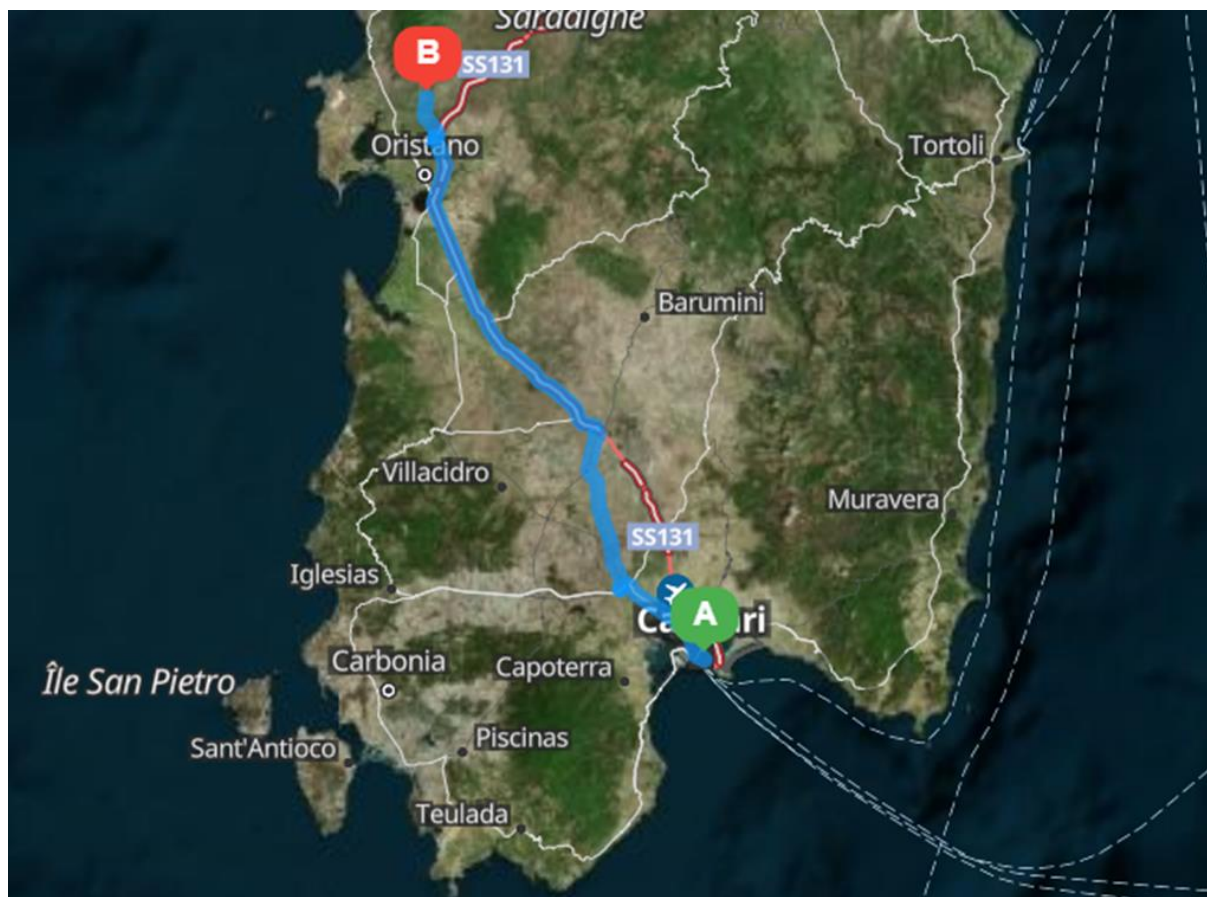 Sardaigne
B
SS131
Oristano
Tortoli
Barumini
Villacidro
Muravera
SS131
Iglesias
A
Carbonia
Capoterra
Île San Pietro
Sant'Antioco
Piscinas
Teulada